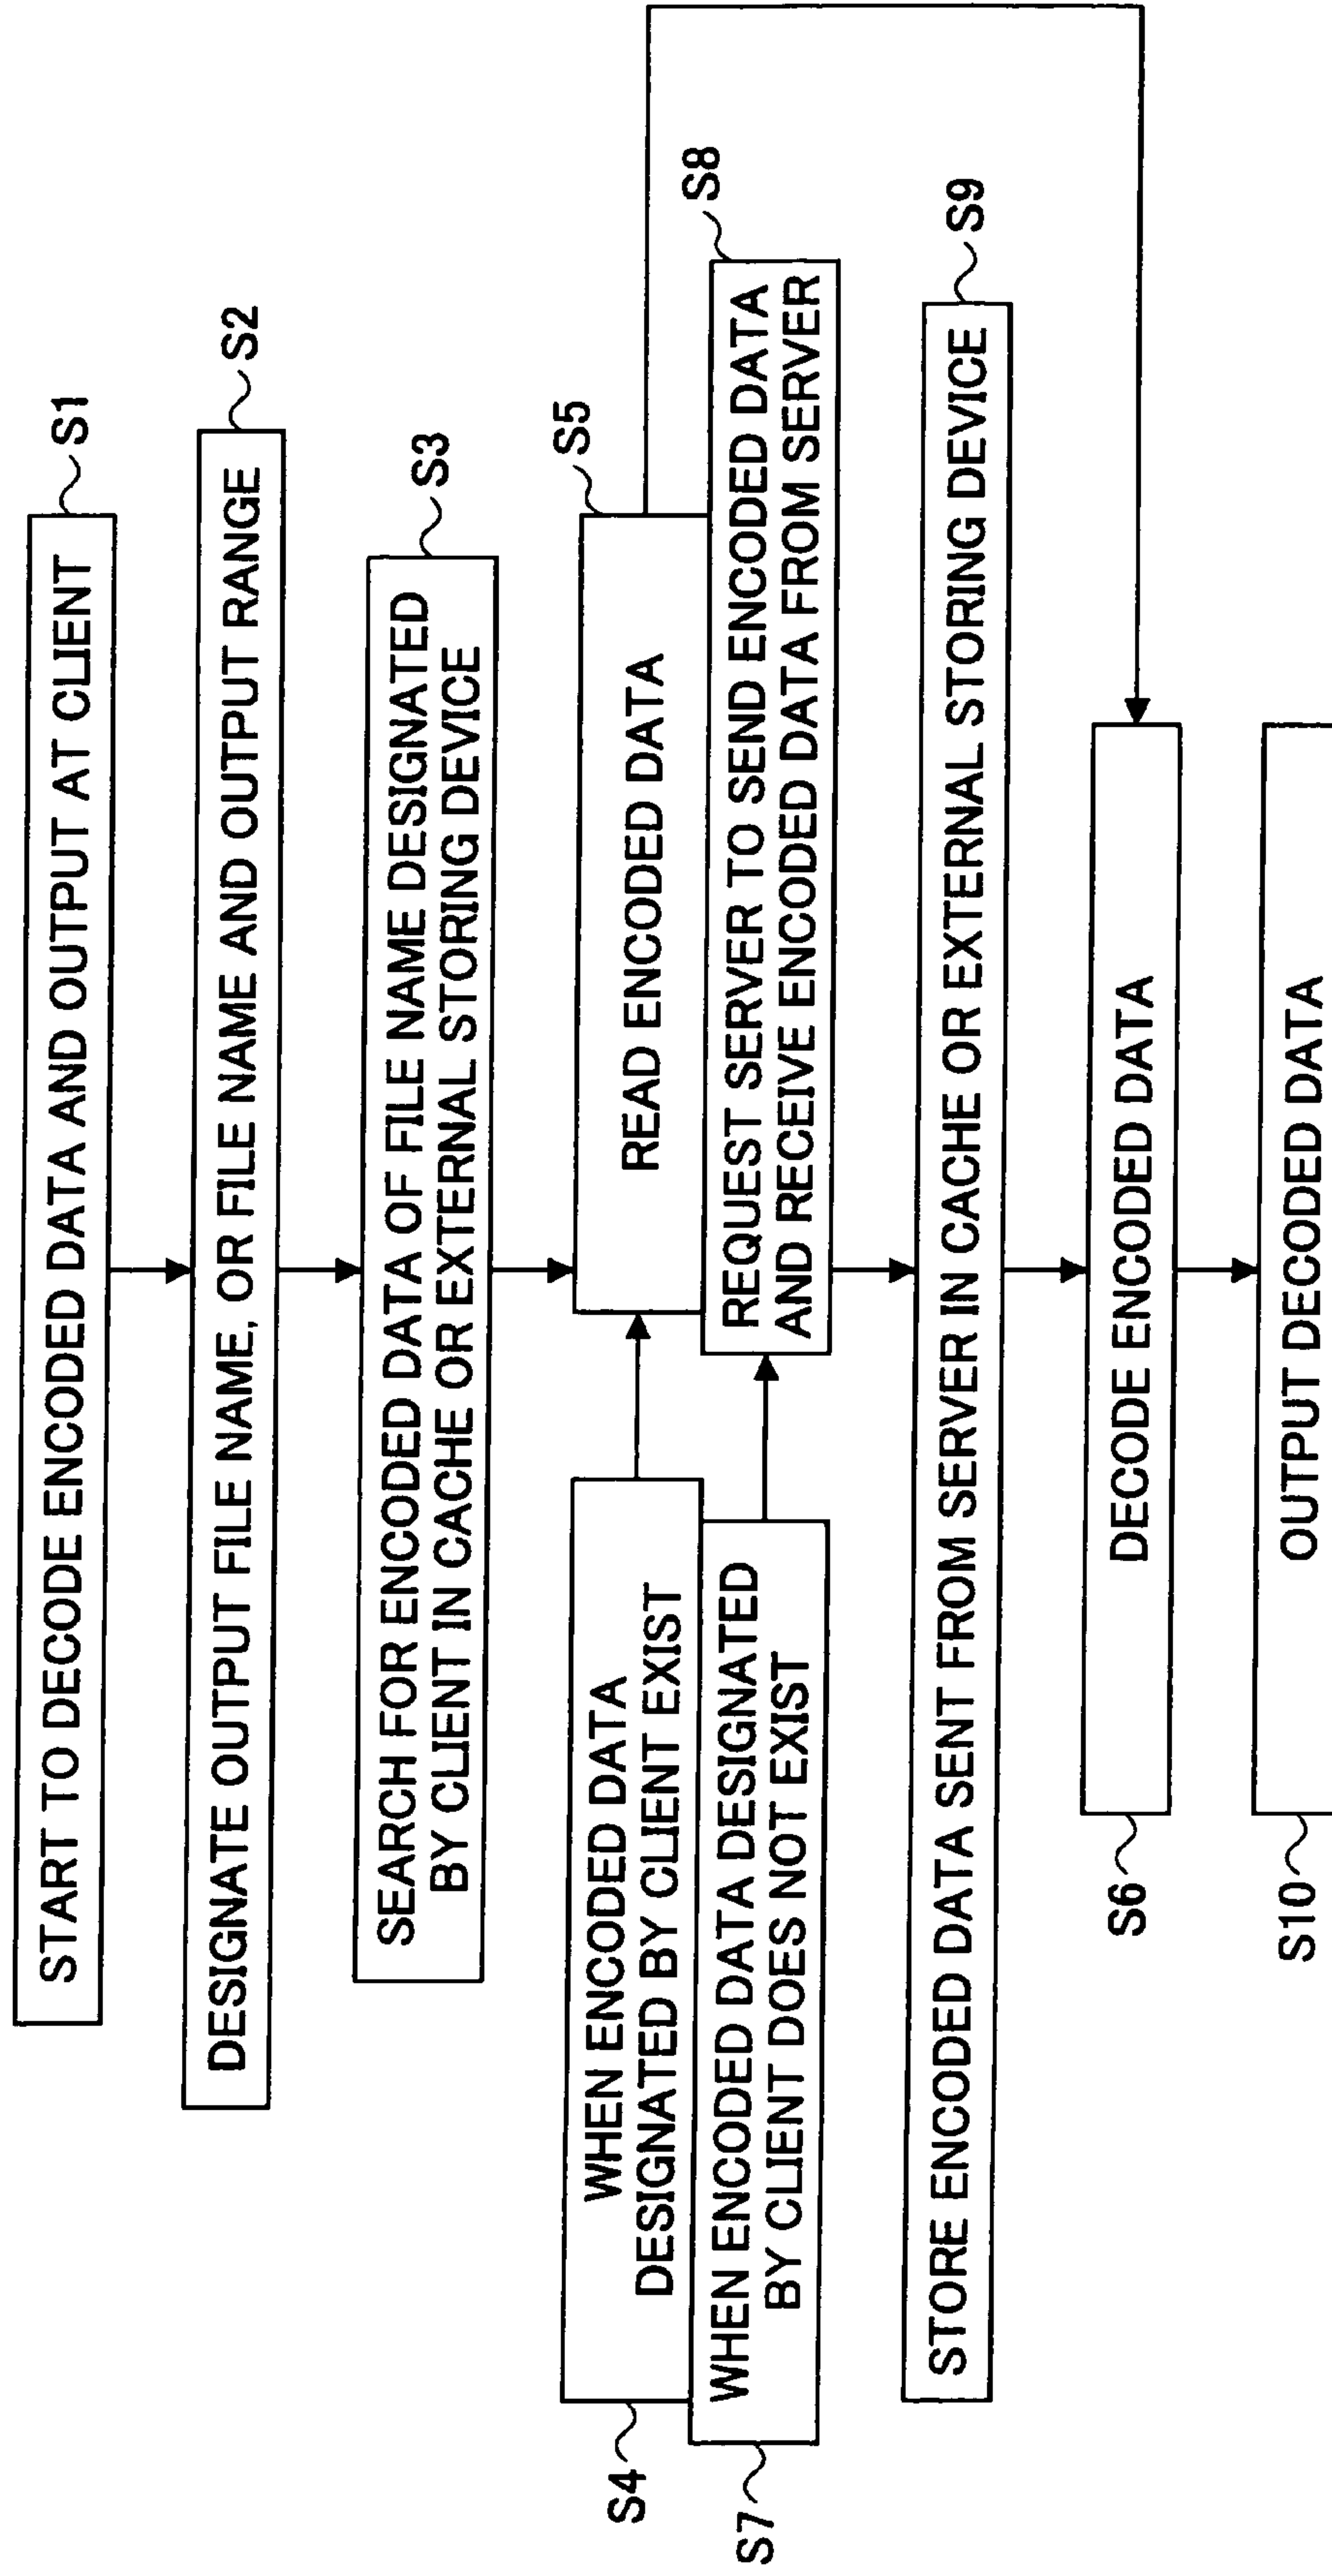 START TO DECODE ENCODED DATA AND OUTPUT AT CLIENT
S1
DESIGNATE OUTPUT FILE NAME, OR FILE NAME AND OUTPUT RANGE
S2
SEARCH FOR ENCODED DATA OF FILE NAME DESIGNATED
BY CLIENT IN CACHE OR EXTERNAL STORING DEVICE
S3
S4
WHEN ENCODED DATA
DESIGNATED BY CLIENT EXIST
READ ENCODED DATA
S5
S7
WHEN ENCODED DATA DESIGNATED
BY CLIENT DOES NOT EXIST
REQUEST SERVER TO SEND ENCODED DATA
AND RECEIVE ENCODED DATA FROM SERVER
S8
STORE ENCODED DATA SENT FROM SERVER IN CACHE OR EXTERNAL STORING DEVICE
S9
S6
DECODE ENCODED DATA
S10
OUTPUT DECODED DATA